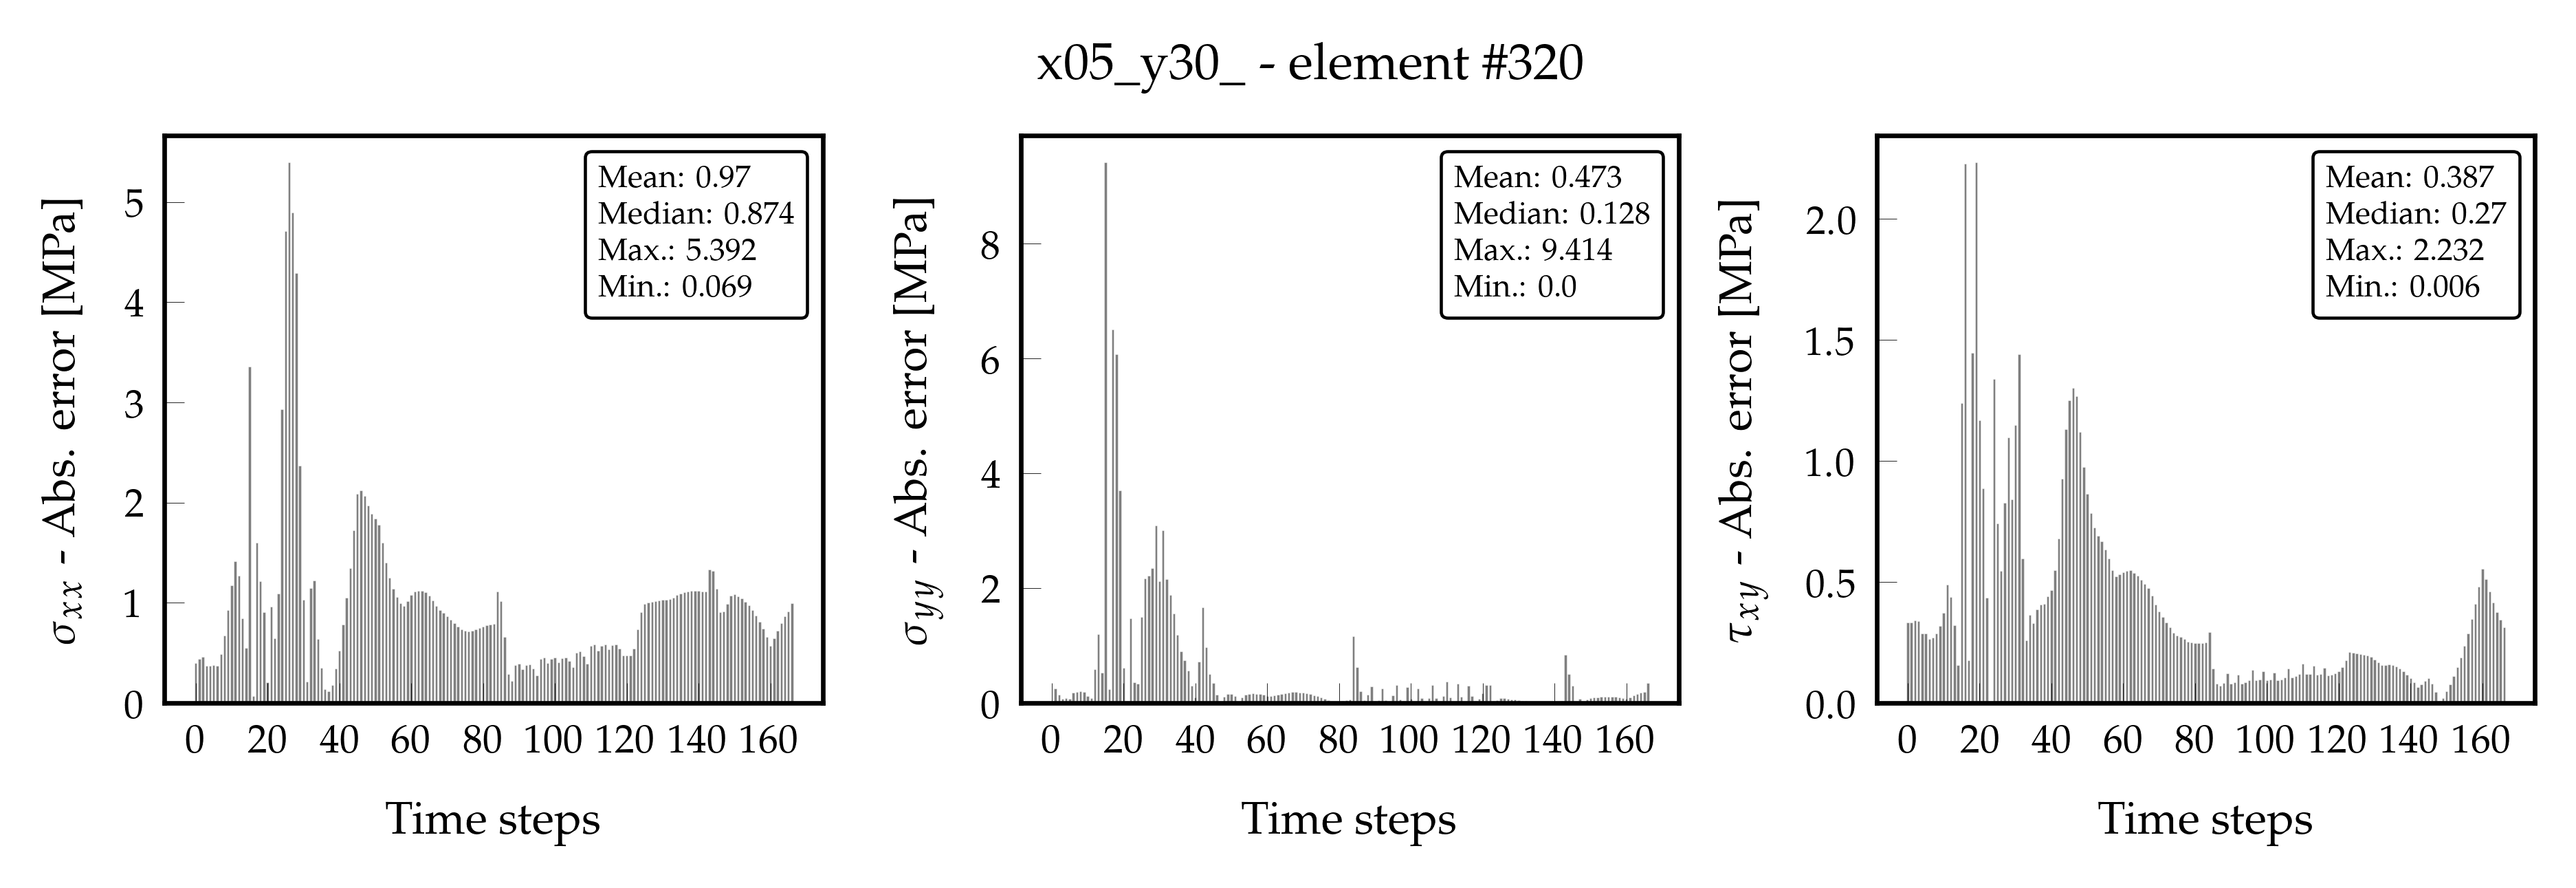 x05_y30_ - element #320
σxx - Abs. error [MPa]
5
4
3
2
1
0
Mean: 0.97
Median: 0.874
Max.: 5.392
Min.: 0.069
0 20 40 60 80 100 120 140 160
Time steps
σyy - Abs. error [MPa]
8
6
4
2
0
Mean: 0.473
Median: 0.128
Max.: 9.414
Min.: 0.0
0 20 40 60 80 100 120 140 160
Time steps
τxy - Abs. error [MPa]
2.0
1.5
1.0
0.5
0.0
Mean: 0.387
Median: 0.27
Max.: 2.232
Min.: 0.006
0 20 40 60 80 100 120 140 160
Time steps